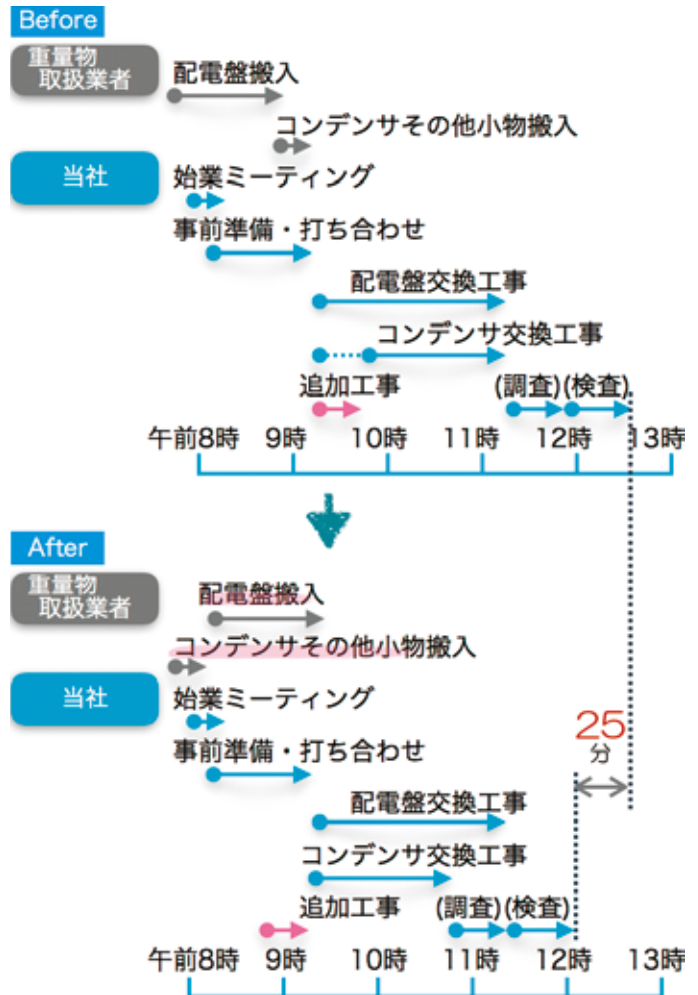 Before
重量物
取扱業者
配電盤搬入
コンデンサその他小物搬入
当社
始業ミーティング
事前準備・打ち合わせ
配電盤交換工事
コンデンサ交換工事
追加工事
(調査)(検査)
午前8時 9時 10時 11時 12時 13時
After
重量物
取扱業者
配電盤搬入
コンデンサその他小物搬入
当社
始業ミーティング
25
分
事前準備・打ち合わせ
配電盤交換工事
コンデンサ交換工事
追加工事
(調査)(検査)
午前8時 9時 10時 11時 12時 13時